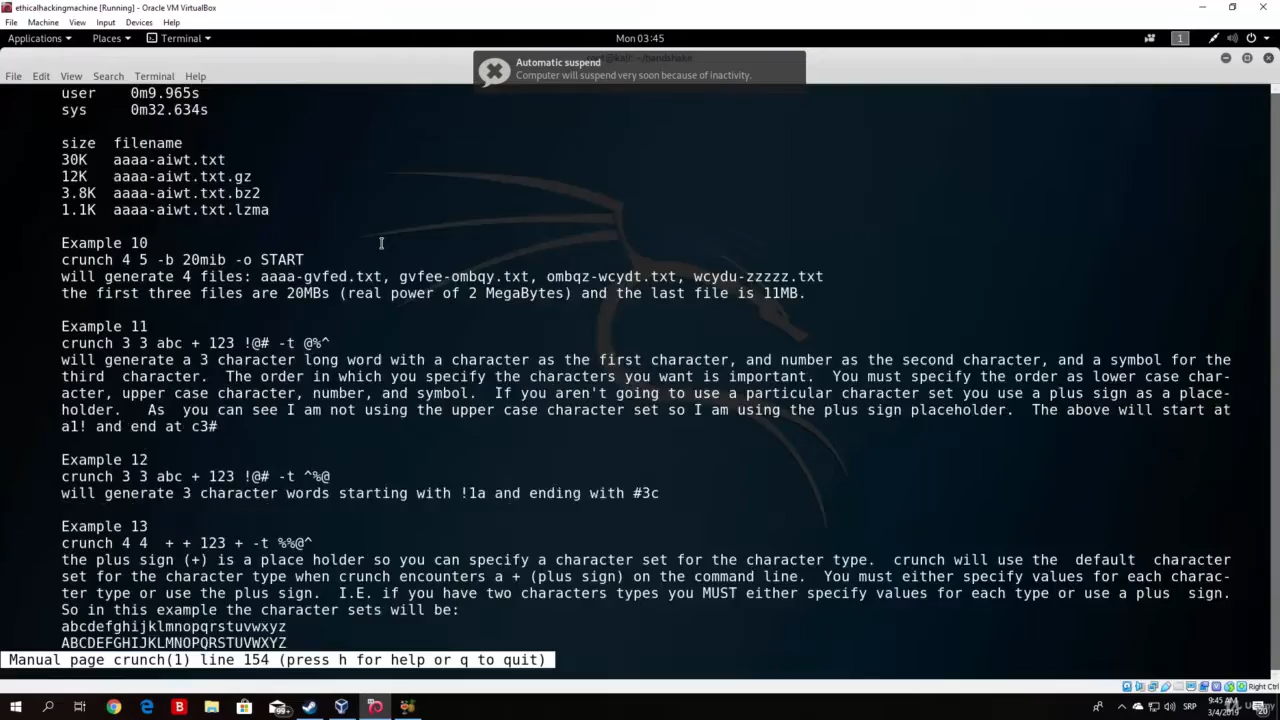 ethicalhackingmachine [Running] - Oracle VM VirtualBox
File Machine View Input Devices Help
Applications Places Terminal Mon 03:45 1
Automatic suspend
Computer will suspend very soon because of inactivity.
File Edit View Search Terminal Help
user 0m9.965s
sys 0m32.634s
size filename
30K aaaa-aiwt.txt
12K aaaa-aiwt.txt.gz
3.8K aaaa-aiwt.txt.bz2
1.1K aaaa-aiwt.txt.lzma
Example 10
crunch 4 5 -b 20mib -o START
will generate 4 files: aaaa-gvfed.txt, gvfee-ombqy.txt, ombqz-wcydt.txt, wcydu-zzzzz.txt
the first three files are 20MBs (real power of 2 MegaBytes) and the last file is 11MB.
Example 11
crunch 3 3 abc + 123 !@# -t @%^
will generate a 3 character long word with a character as the first character, and number as the second character, and a symbol for the
third character. The order in which you specify the characters you want is important. You must specify the order as lower case char-
acter, upper case character, number, and symbol. If you aren't going to use a particular character set you use a plus sign as a place-
holder. As you can see I am not using the upper case character set so I am using the plus sign placeholder. The above will start at
a1! and end at c3#
Example 12
crunch 3 3 abc + 123 !@# -t ^%@
will generate 3 character words starting with !1a and ending with #3c
Example 13
crunch 4 4 + + 123 + -t %%@^
the plus sign (+) is a place holder so you can specify a character set for the character type. crunch will use the default character
set for the character type when crunch encounters a + (plus sign) on the command line. You must either specify values for each charac-
ter type or use the plus sign. I.E. if you have two characters types you MUST either specify values for each type or use a plus sign.
So in this example the character sets will be:
abcdefghijklmnopqrstuvwxyz
ABCDEFGHIJKLMNOPQRSTUVWXYZ
Manual page crunch(1) line 154 (press h for help or q to quit)
Right Ctrl
99+ SRP 9:45 AM
3/4/2019 20
Udemy